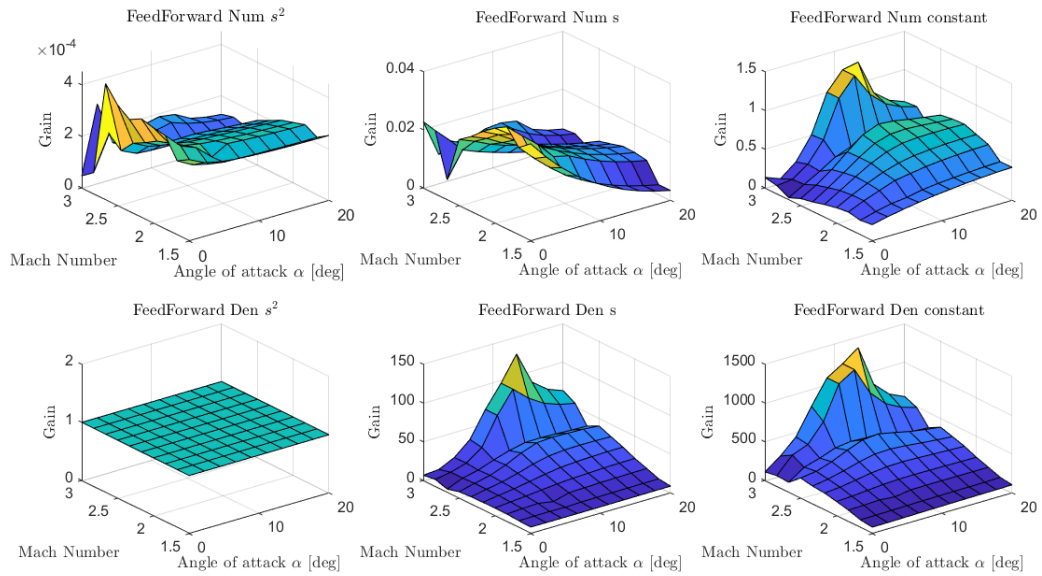 FeedForward Num s²
×10⁻⁴
4
2
0
Gain
3
2.5
2
1.5
Mach Number
0
10
20
Angle of attack α [deg]
FeedForward Num s
0.04
0.02
0
Gain
3
2.5
2
1.5
Mach Number
0
10
20
Angle of attack α [deg]
FeedForward Num constant
1.5
1
0.5
0
Gain
3
2.5
2
1.5
Mach Number
0
10
20
Angle of attack α [deg]
FeedForward Den s²
2
1
0
Gain
3
2.5
2
1.5
Mach Number
0
10
20
Angle of attack α [deg]
FeedForward Den s
150
100
50
0
Gain
3
2.5
2
1.5
Mach Number
0
10
20
Angle of attack α [deg]
FeedForward Den constant
1500
1000
500
0
Gain
3
2.5
2
1.5
Mach Number
0
10
20
Angle of attack α [deg]